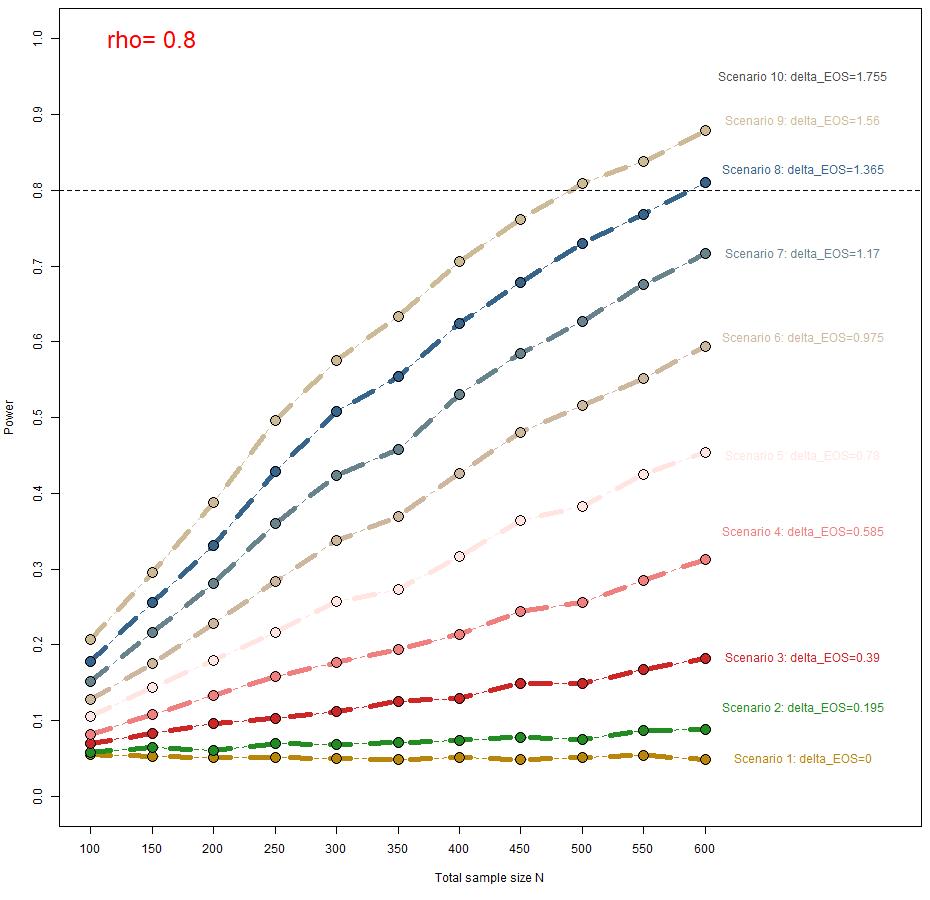 rho= 0.8
Scenario 10: delta_EOS=1.755
Scenario 9: delta_EOS=1.56
Scenario 8: delta_EOS=1.365
Scenario 7: delta_EOS=1.17
Scenario 6: delta_EOS=0.975
Scenario 5: delta_EOS=0.78
Scenario 4: delta_EOS=0.585
Scenario 3: delta_EOS=0.39
Scenario 2: delta_EOS=0.195
Scenario 1: delta_EOS=0
1.0
0.9
0.8
0.7
0.6
0.5
0.4
0.3
0.2
0.1
0.0
Power
100 150 200 250 300 350 400 450 500 550 600
Total sample size N